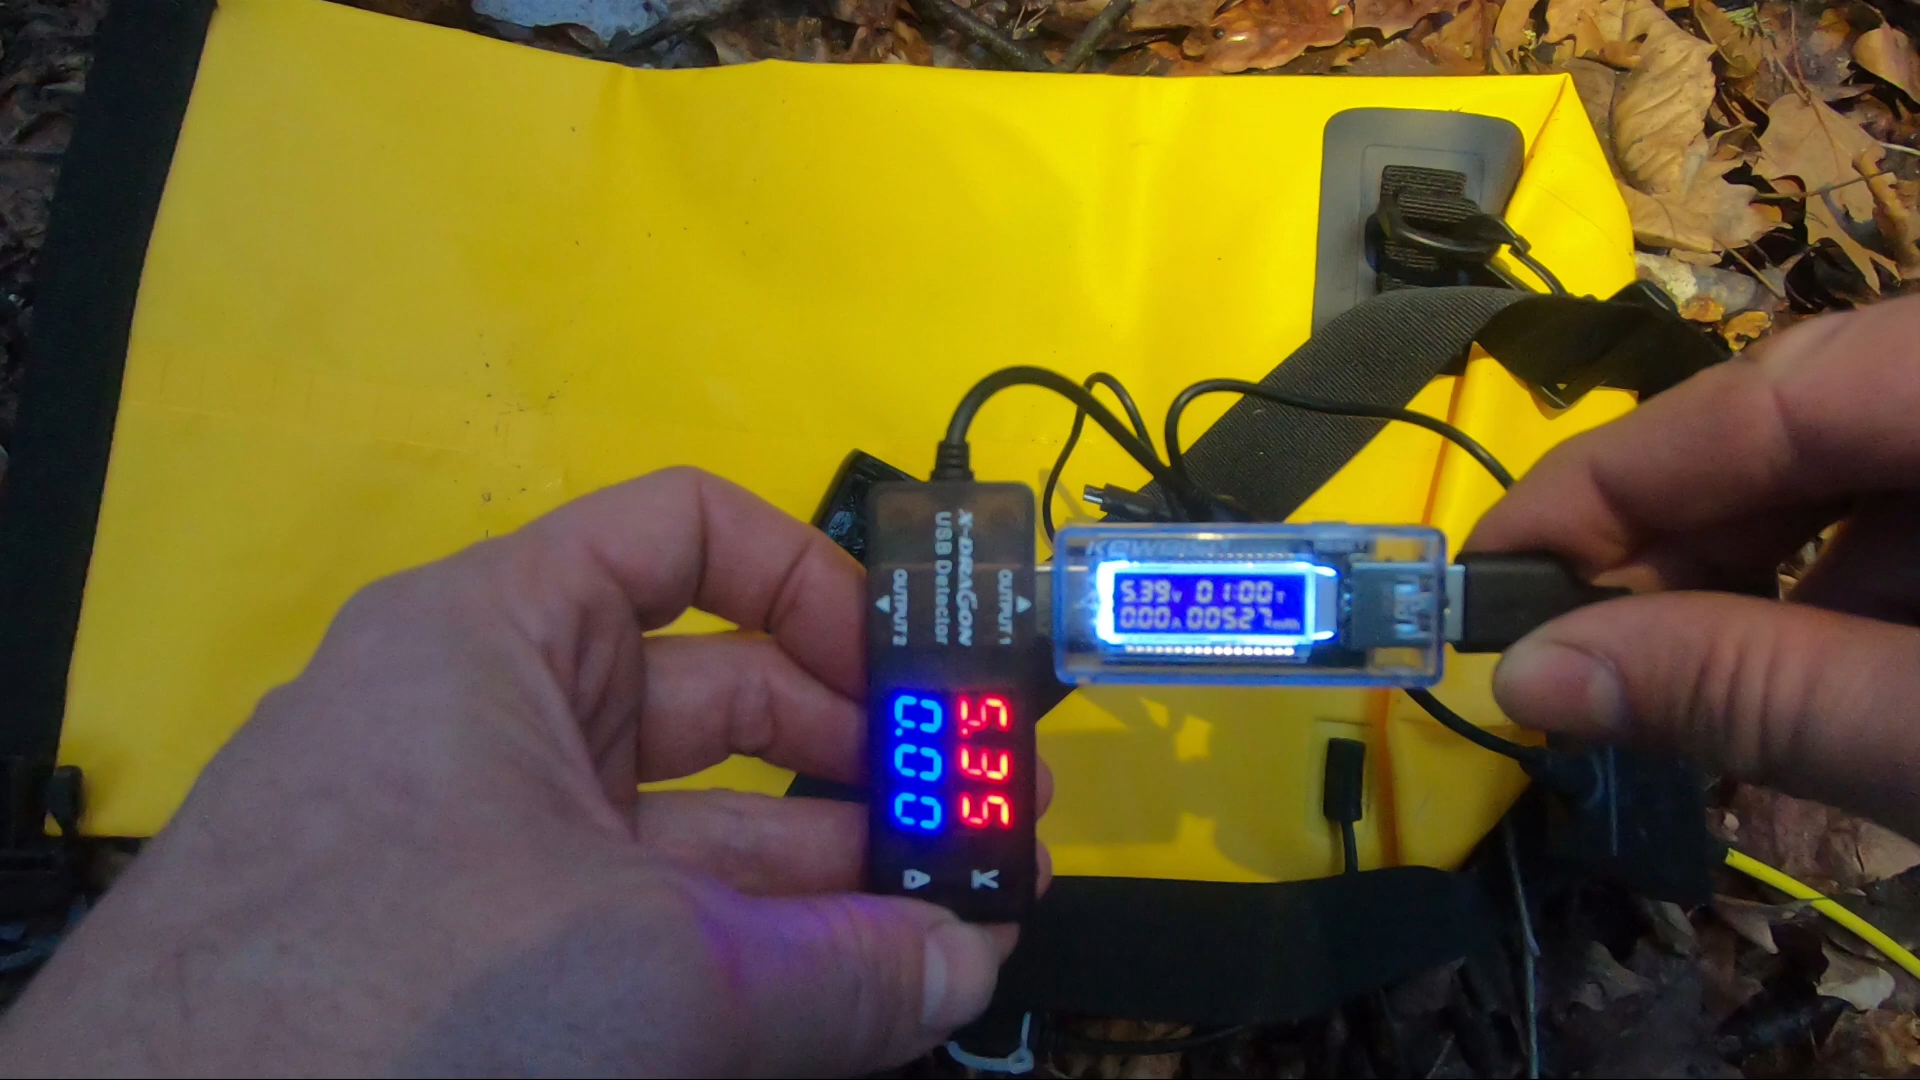 X-DRAGON
USB Detector
OUTPUT 1
OUTPUT 2
5.35 V
0.00 A
5.39V 01:00T
0.00A 00527mAh